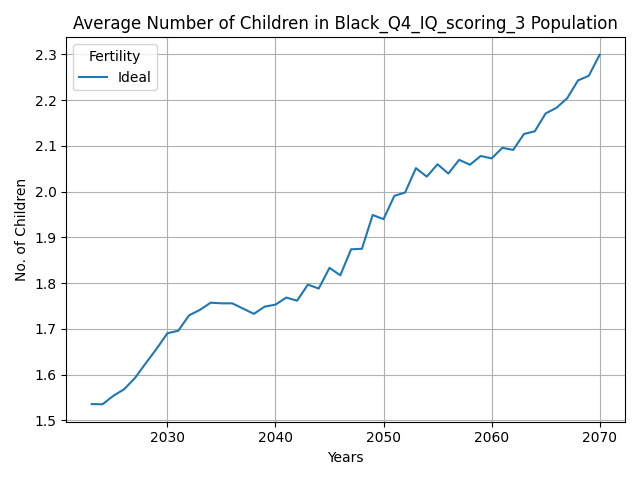 Average Number of Children in Black_Q4_IQ_scoring_3 Population
Fertility
Ideal
No. of Children
2.3
2.2
2.1
2.0
1.9
1.8
1.7
1.6
1.5
2030 2040 2050 2060 2070
Years